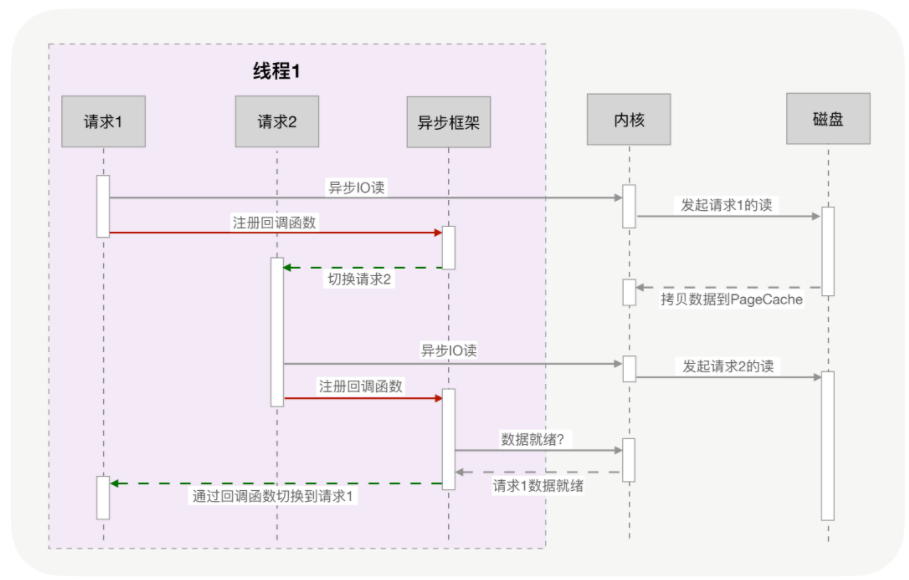 线程1
请求1
请求2
异步框架
内核
磁盘
异步IO读
发起请求1的读
注册回调函数
切换请求2
拷贝数据到PageCache
异步IO读
发起请求2的读
注册回调函数
数据就绪?
请求1数据就绪
通过回调函数切换到请求1